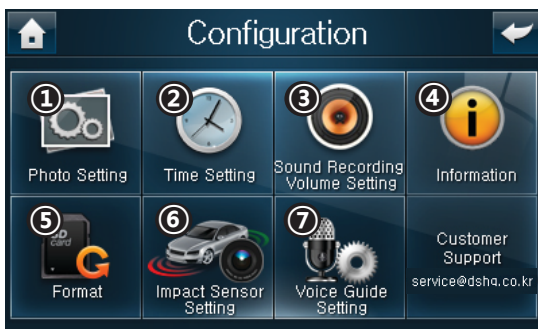 Configuration
① ② ③ ④
Photo Setting
Time Setting
Sound Recording
Volume Setting
Information
⑤ ⑥ ⑦
SD
card
Format
Impact Sensor
Setting
Voice Guide
Setting
Customer
Support
service@dshq.co.kr